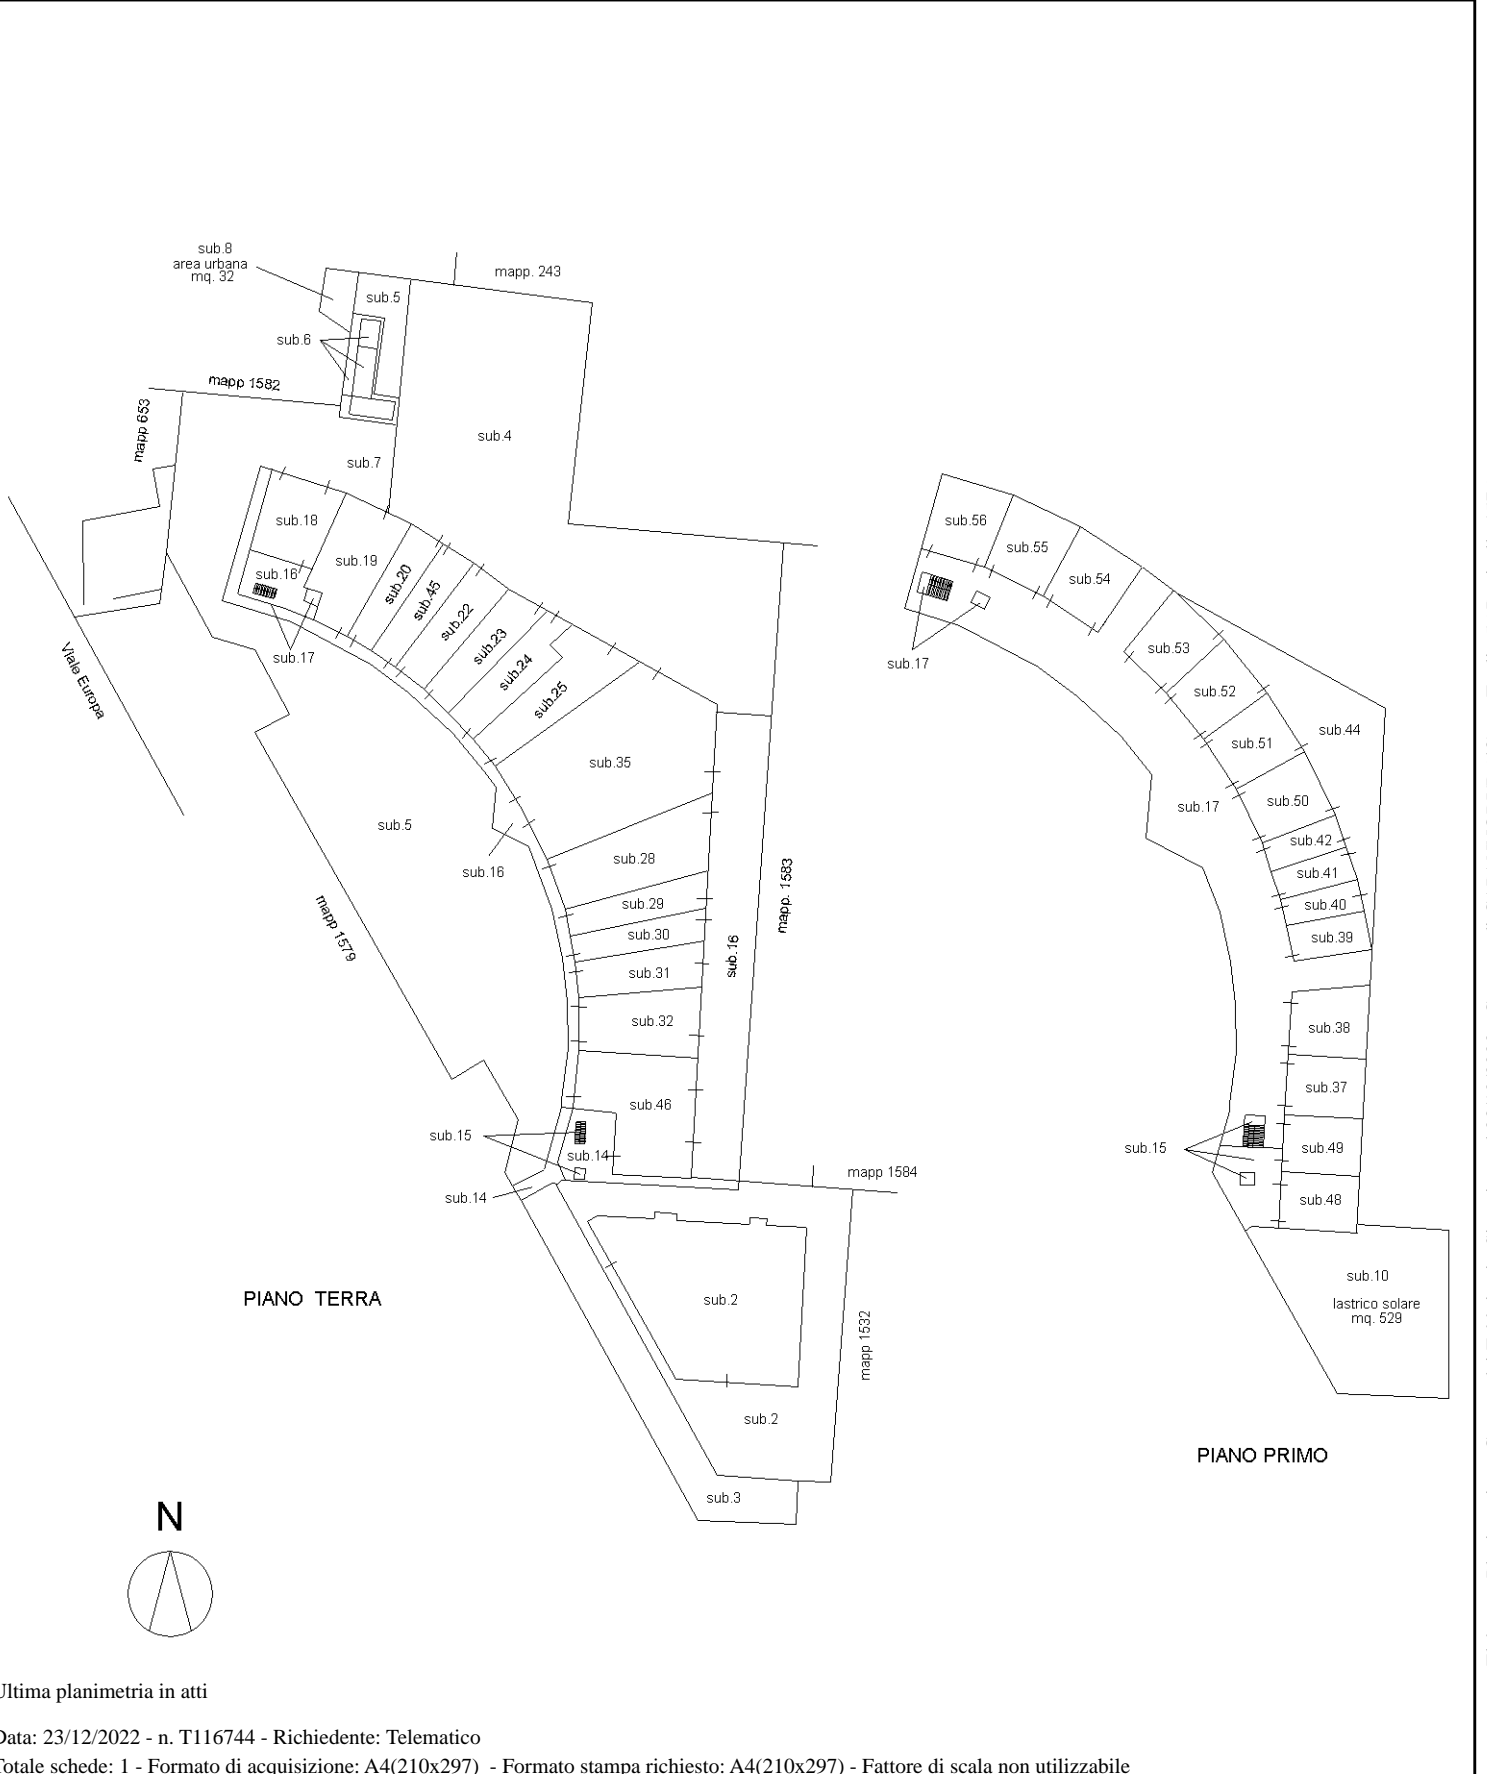 sub.8
area urbana
mq. 32
mapp. 243
sub.5
sub.6
mapp 1582
mapp 653
sub.4
sub.7
sub.18
sub.19
sub.16
sub.20
sub.45
sub.22
sub.23
sub.24
sub.25
sub.17
Viale Europa
sub.35
sub.5
sub.16
sub.28
sub.29
sub.30
sub.31
sub.32
sub.46
sub.16
mapp. 1583
mapp 1579
sub.15
sub.14
sub.14
mapp 1584
sub.2
mapp 1532
sub.2
sub.3
PIANO TERRA
sub.56
sub.55
sub.54
sub.17
sub.53
sub.52
sub.51
sub.44
sub.50
sub.17
sub.42
sub.41
sub.40
sub.39
sub.38
sub.37
sub.15
sub.49
sub.48
sub.10
lastrico solare
mq. 529
PIANO PRIMO
N
Ultima planimetria in atti
Data: 23/12/2022 - n. T116744 - Richiedente: Telematico
Totale schede: 1 - Formato di acquisizione: A4(210x297) - Formato stampa richiesto: A4(210x297) - Fattore di scala non utilizzabile